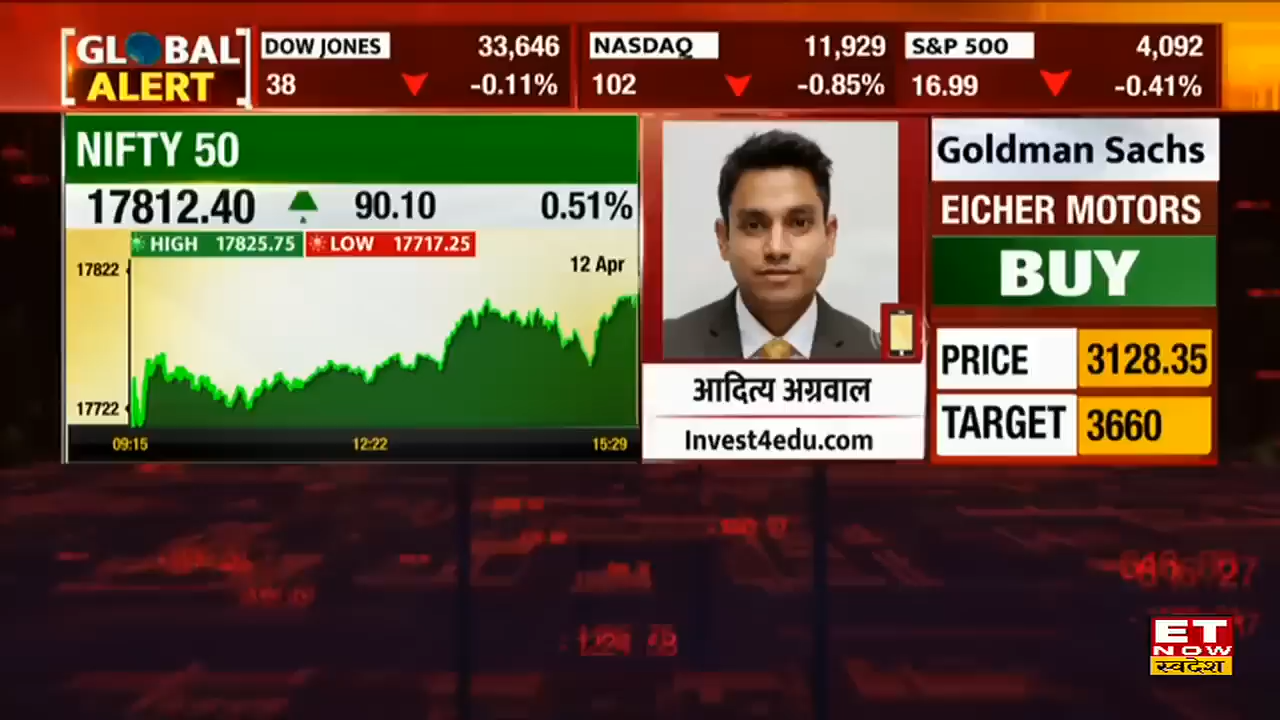 GLOBAL
ALERT
DOW JONES 33,646
38 -0.11%
NASDAQ 11,929
102 -0.85%
S&P 500 4,092
16.99 -0.41%
NIFTY 50
17812.40 90.10 0.51%
HIGH 17825.75 LOW 17717.25
12 Apr
17822
17722
09:15 12:22 15:29
आदित्य अग्रवाल
Invest4edu.com
Goldman Sachs
EICHER MOTORS
BUY
PRICE 3128.35
TARGET 3660
ET
NOW
स्वदेश